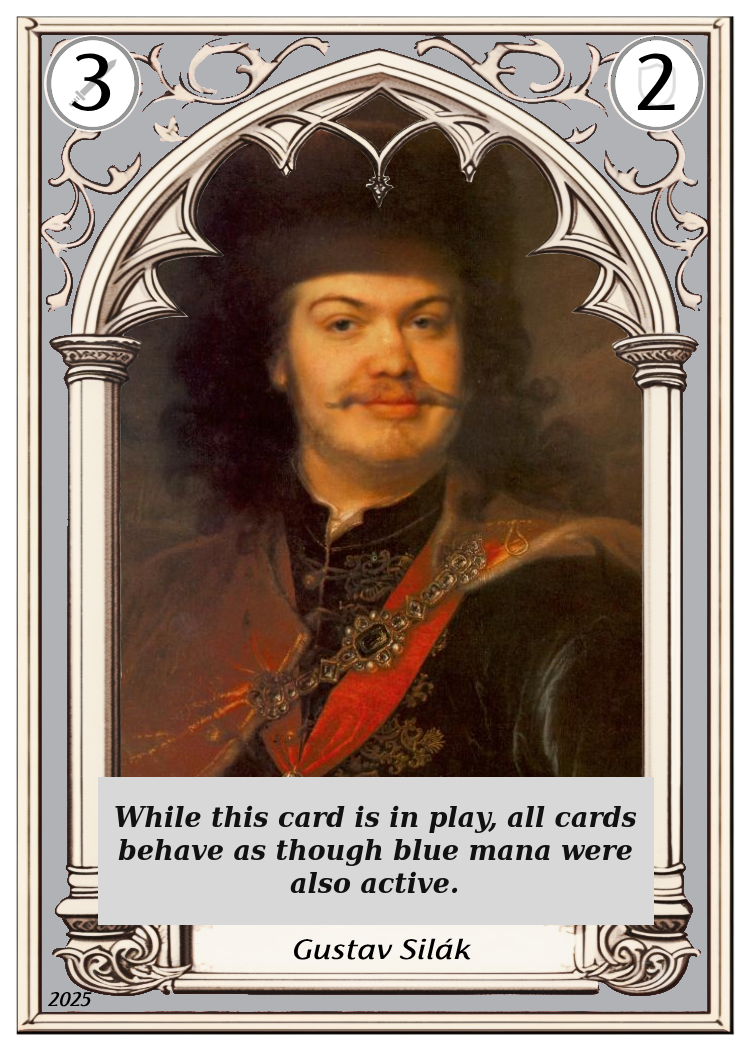 3
2
While this card is in play, all cards
behave as though blue mana were
also active.
Gustav Silák
2025